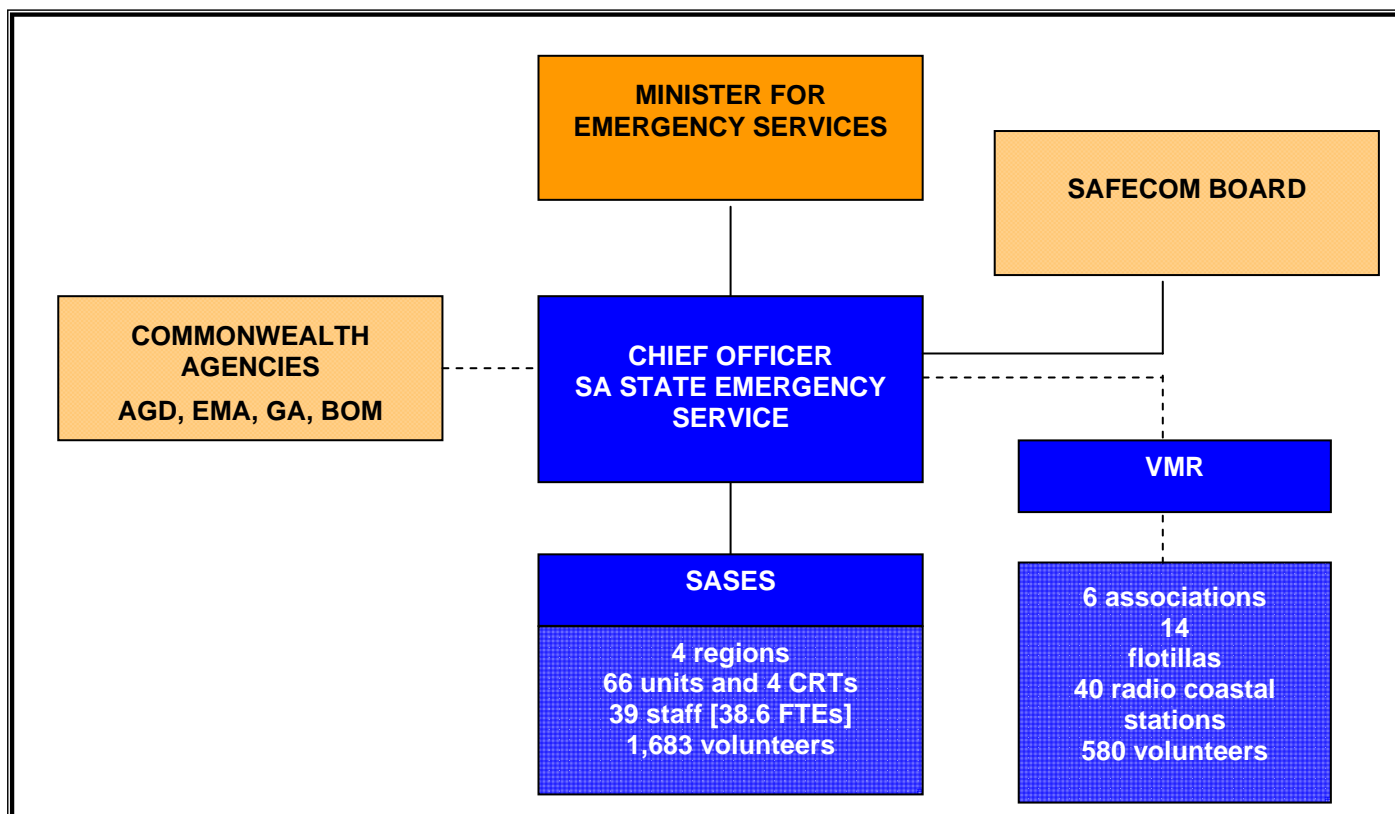 MINISTER FOR
EMERGENCY SERVICES
SAFECOM BOARD
COMMONWEALTH
AGENCIES
AGD, EMA, GA, BOM
CHIEF OFFICER
SA STATE EMERGENCY
SERVICE
VMR
SASES
4 regions
66 units and 4 CRTs
39 staff [38.6 FTEs]
1,683 volunteers
6 associations
14
flotillas
40 radio coastal
stations
580 volunteers